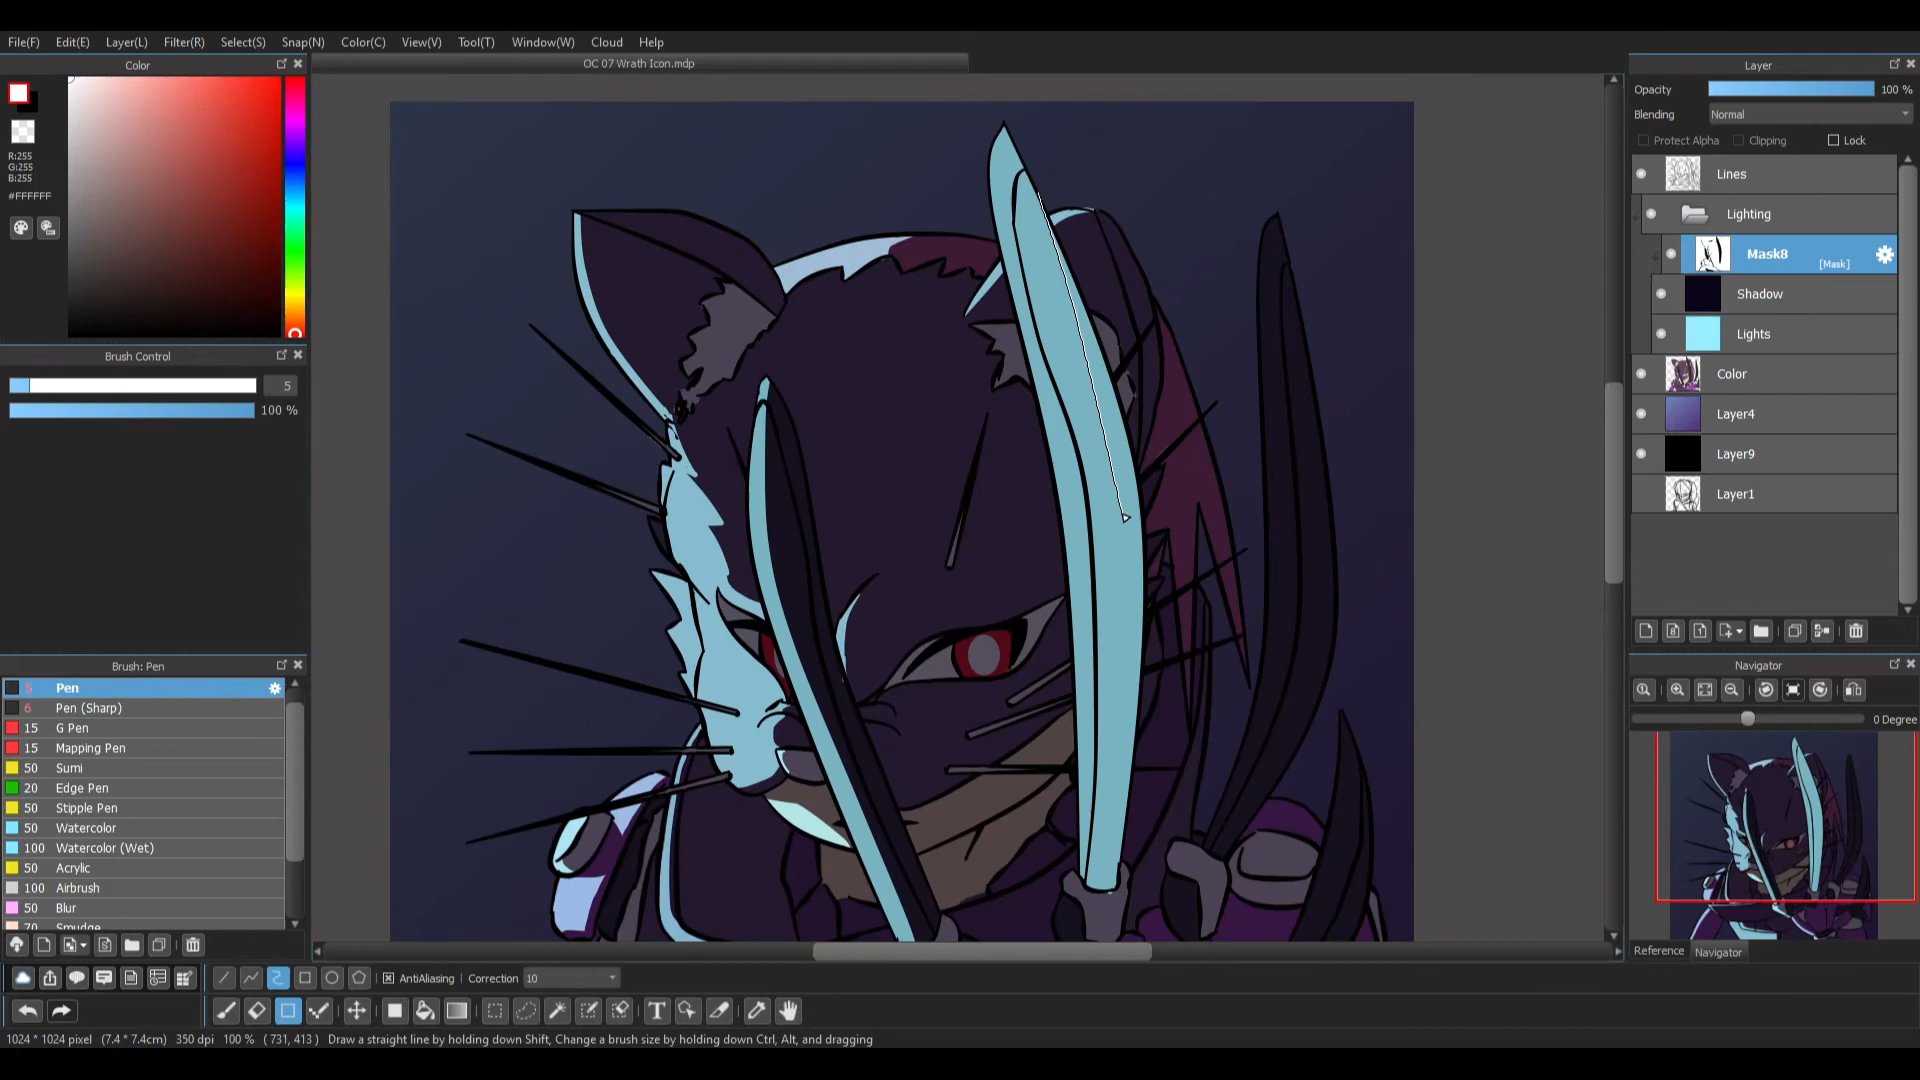 File(F) Edit(E) Layer(L) Filter(R) Select(S) Snap(N) Color(C) View(V) Tool(T) Window(W) Cloud Help
Color
OC 07 Wrath Icon.mdp
R:255
G:255
B:255
#FFFFFF
Brush Control
5
100 %
Brush: Pen
5 Pen
6 Pen (Sharp)
15 G Pen
15 Mapping Pen
50 Sumi
20 Edge Pen
50 Stipple Pen
50 Watercolor
100 Watercolor (Wet)
50 Acrylic
100 Airbrush
50 Blur
70 Smudge
Layer
Opacity 100 %
Blending Normal
Protect Alpha Clipping Lock
Lines
Lighting
Mask8
[Mask]
Shadow
Lights
Color
Layer4
Layer9
Layer1
Navigator
0 Degree
Reference Navigator
AntiAliasing Correction 10
1024 * 1024 pixel (7.4 * 7.4cm) 350 dpi 100 % ( 731, 413 ) Draw a straight line by holding down Shift, Change a brush size by holding down Ctrl, Alt, and dragging